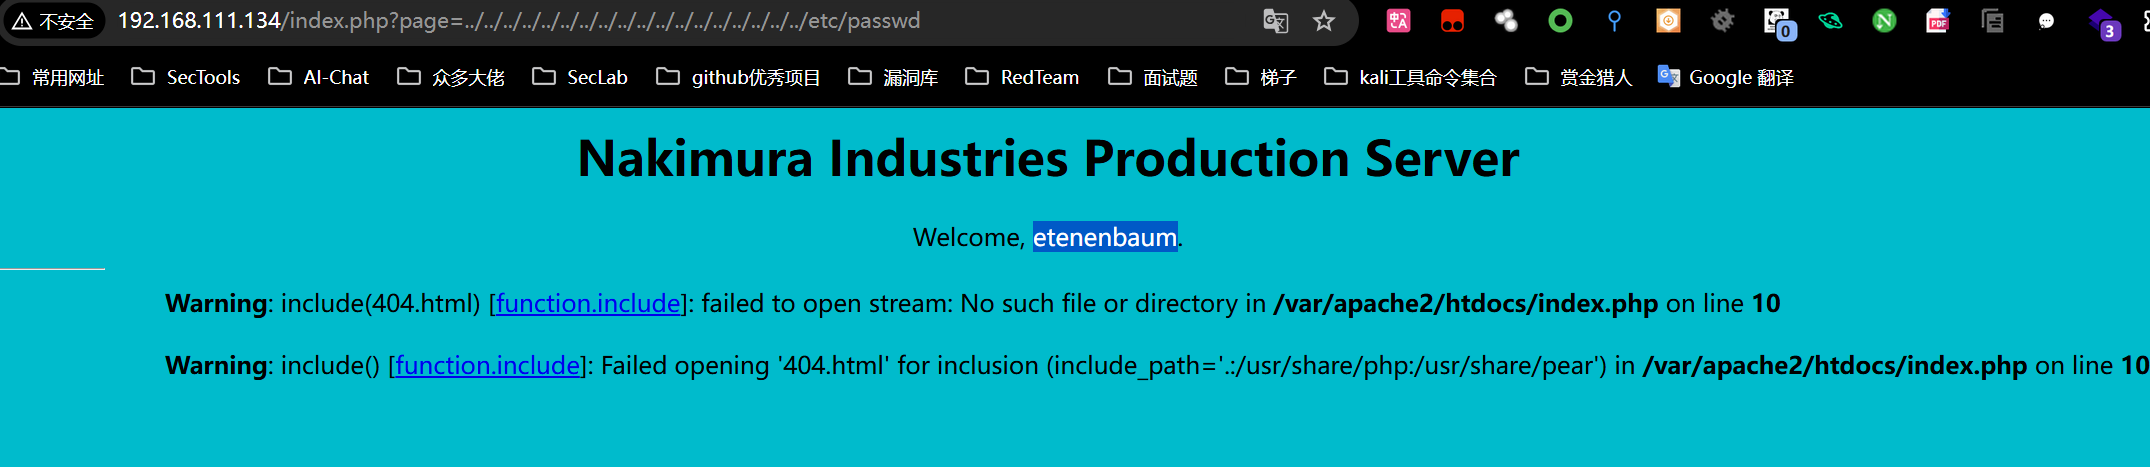 不安全 192.168.111.134/index.php?page=../../../../../../../../../../../../../../../../../../etc/passwd
常用网址 SecTools AI-Chat 众多大佬 SecLab github优秀项目 漏洞库 RedTeam 面试题 梯子 kali工具命令集合 赏金猎人 Google 翻译
中A PDF 0 N 3
Nakimura Industries Production Server
Welcome, etenenbaum.
Warning: include(404.html) [function.include]: failed to open stream: No such file or directory in /var/apache2/htdocs/index.php on line 10
Warning: include() [function.include]: Failed opening '404.html' for inclusion (include_path='.:/usr/share/php:/usr/share/pear') in /var/apache2/htdocs/index.php on line 10